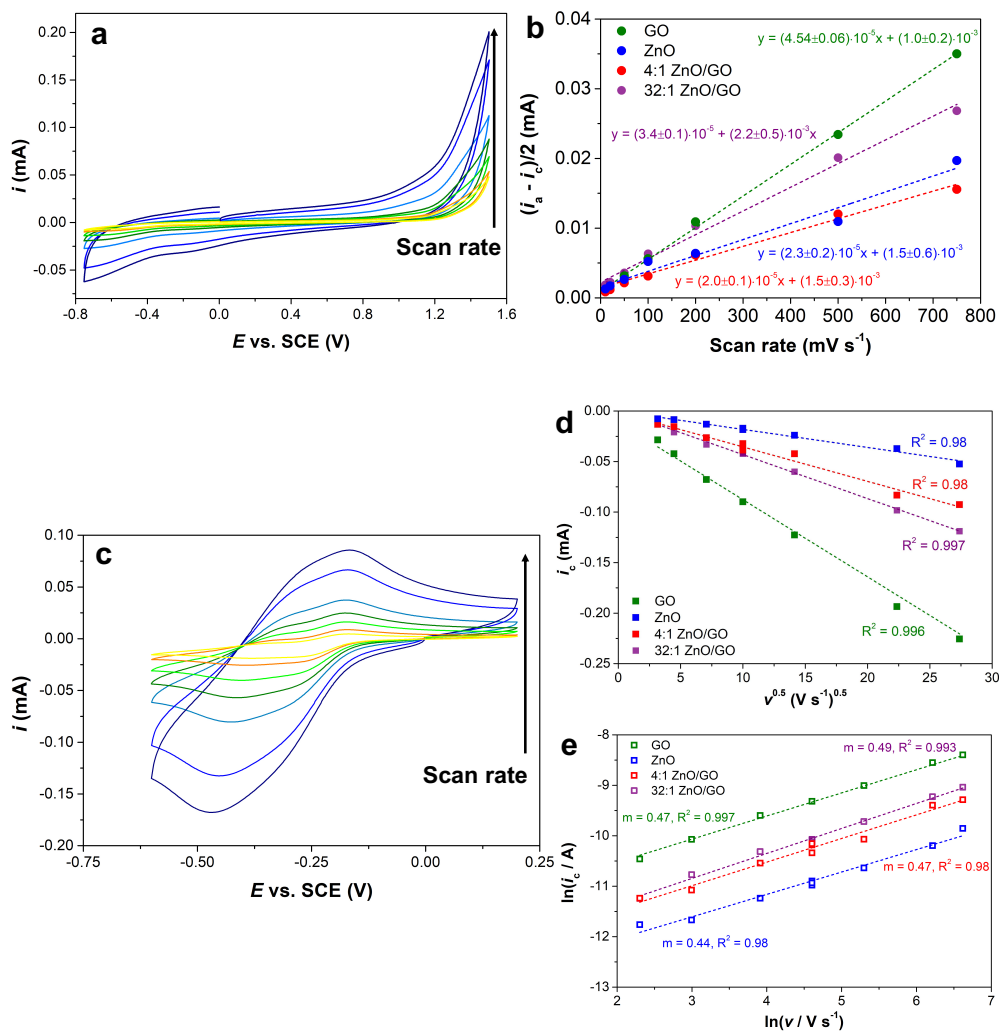 a
0.20
0.15
0.10
0.05
0.00
-0.05
i (mA)
Scan rate
-0.8 -0.4 0.0 0.4 0.8 1.2 1.6
E vs. SCE (V)
b
GO
ZnO
4:1 ZnO/GO
32:1 ZnO/GO
y = (4.54±0.06)·10⁻⁵x + (1.0±0.2)·10⁻³
y = (3.4±0.1)·10⁻⁵ + (2.2±0.5)·10⁻³x
y = (2.3±0.2)·10⁻⁵x + (1.5±0.6)·10⁻³
y = (2.0±0.1)·10⁻⁵x + (1.5±0.3)·10⁻³
0.04
0.03
0.02
0.01
0.00
(iₐ - i꜀)/2 (mA)
0 100 200 300 400 500 600 700 800
Scan rate (mV s⁻¹)
c
0.10
0.05
0.00
-0.05
-0.10
-0.15
-0.20
i (mA)
Scan rate
-0.75 -0.50 -0.25 0.00 0.25
E vs. SCE (V)
d
0.00
-0.05
-0.10
-0.15
-0.20
-0.25
i꜀ (mA)
R² = 0.98
R² = 0.98
R² = 0.997
R² = 0.996
GO
ZnO
4:1 ZnO/GO
32:1 ZnO/GO
0 5 10 15 20 25 30
v⁰·⁵ (V s⁻¹)⁰·⁵
e
GO
ZnO
4:1 ZnO/GO
32:1 ZnO/GO
m = 0.49, R² = 0.993
m = 0.47, R² = 0.997
m = 0.47, R² = 0.98
m = 0.44, R² = 0.98
-8
-9
-10
-11
-12
-13
ln(i꜀ / A)
2 3 4 5 6 7
ln(v / V s⁻¹)